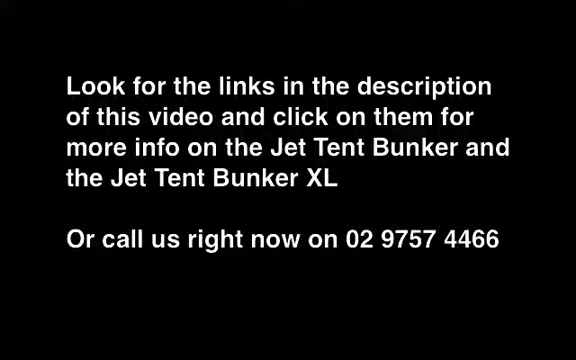 Look for the links in the description
of this video and click on them for
more info on the Jet Tent Bunker and
the Jet Tent Bunker XL
Or call us right now on 02 9757 4466